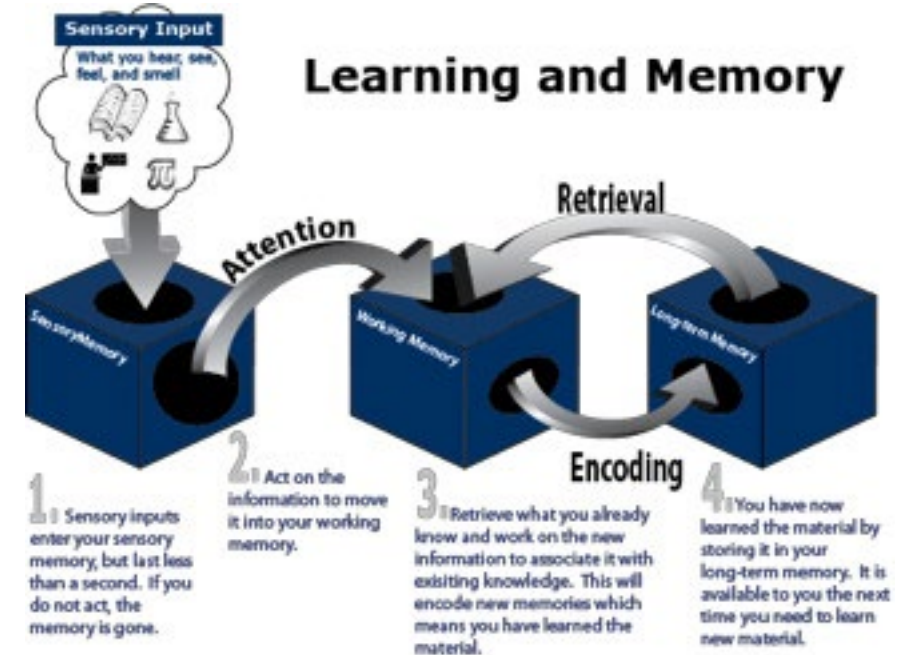 Sensory Input
What you hear, see,
feel, and smell
Learning and Memory
Attention
Retrieval
SensoryMemory
Working Memory
Long-term Memory
Encoding
1. Sensory inputs
enter your sensory
memory, but last less
than a second. If you
do not act, the
memory is gone.
2. Act on the
information to move
it into your working
memory.
3. Retrieve what you already
know and work on the new
information to associate it with
exisiting knowledge. This will
encode new memories which
means you have learned the
material.
4. You have now
learned the material by
storing it in your
long-term memory. It is
available to you the next
time you need to learn
new material.